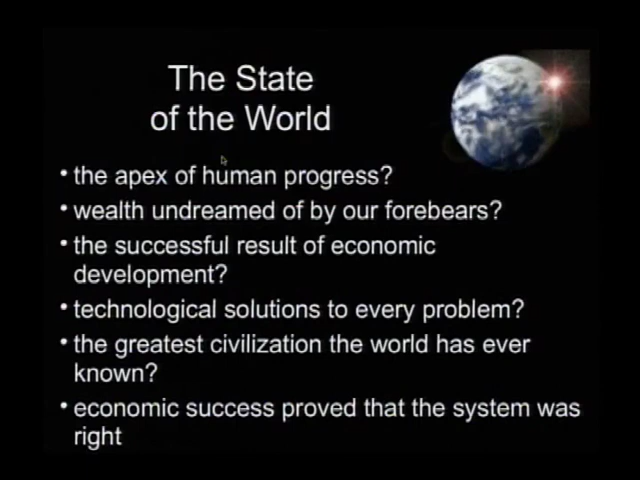 The State
of the World
• the apex of human progress?
• wealth undreamed of by our forebears?
• the successful result of economic
development?
• technological solutions to every problem?
• the greatest civilization the world has ever
known?
• economic success proved that the system was
right